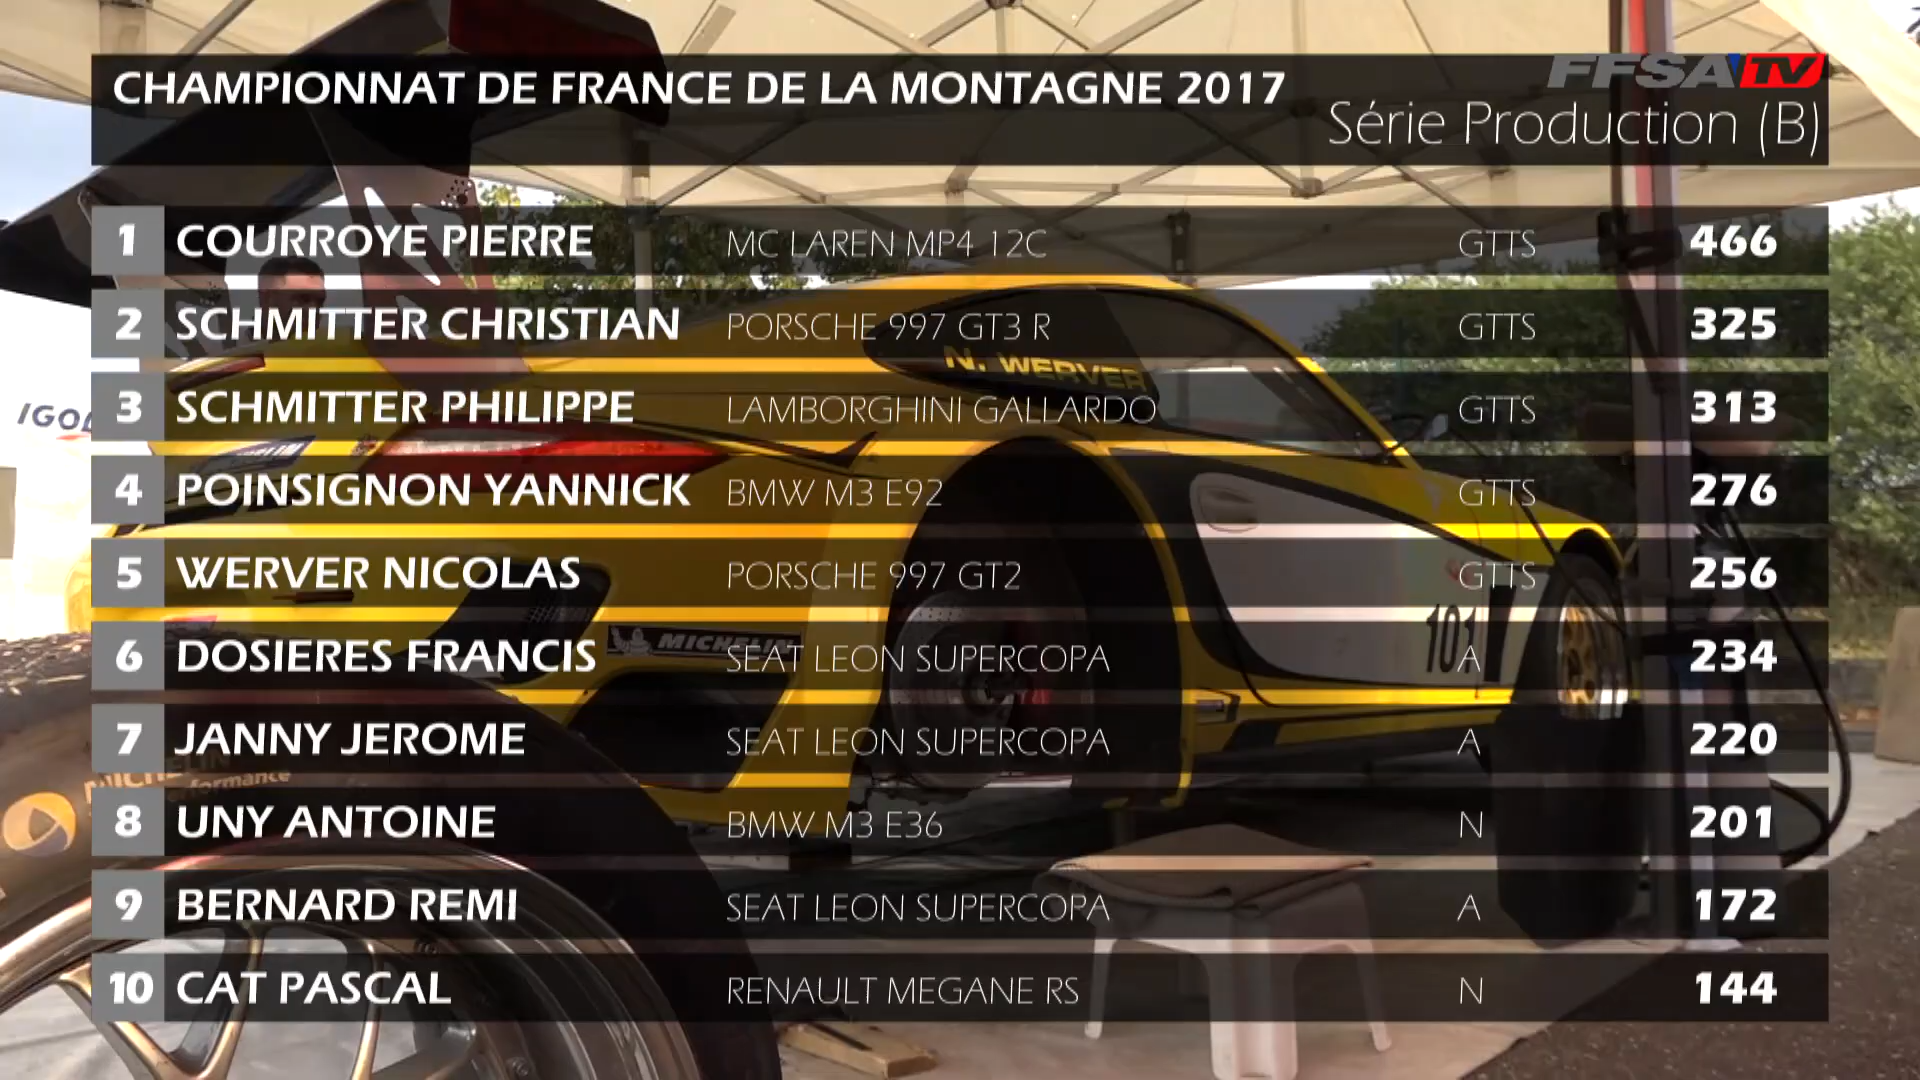 CHAMPIONNAT DE FRANCE DE LA MONTAGNE 2017
FFSA TV
Série Production (B)
1 COURROYE PIERRE MC LAREN MP4 12C GTTS 466
2 SCHMITTER CHRISTIAN PORSCHE 997 GT3 R GTTS 325
N. WERVER
3 SCHMITTER PHILIPPE LAMBORGHINI GALLARDO GTTS 313
IGOL
4 POINSIGNON YANNICK BMW M3 E92 GTTS 276
5 WERVER NICOLAS PORSCHE 997 GT2 GTTS 256
101
6 DOSIERES FRANCIS SEAT LEON SUPERCOPA A 234
MICHELIN
7 JANNY JEROME SEAT LEON SUPERCOPA A 220
MICHELIN
8 UNY ANTOINE BMW M3 E36 N 201
9 BERNARD REMI SEAT LEON SUPERCOPA A 172
10 CAT PASCAL RENAULT MEGANE RS N 144